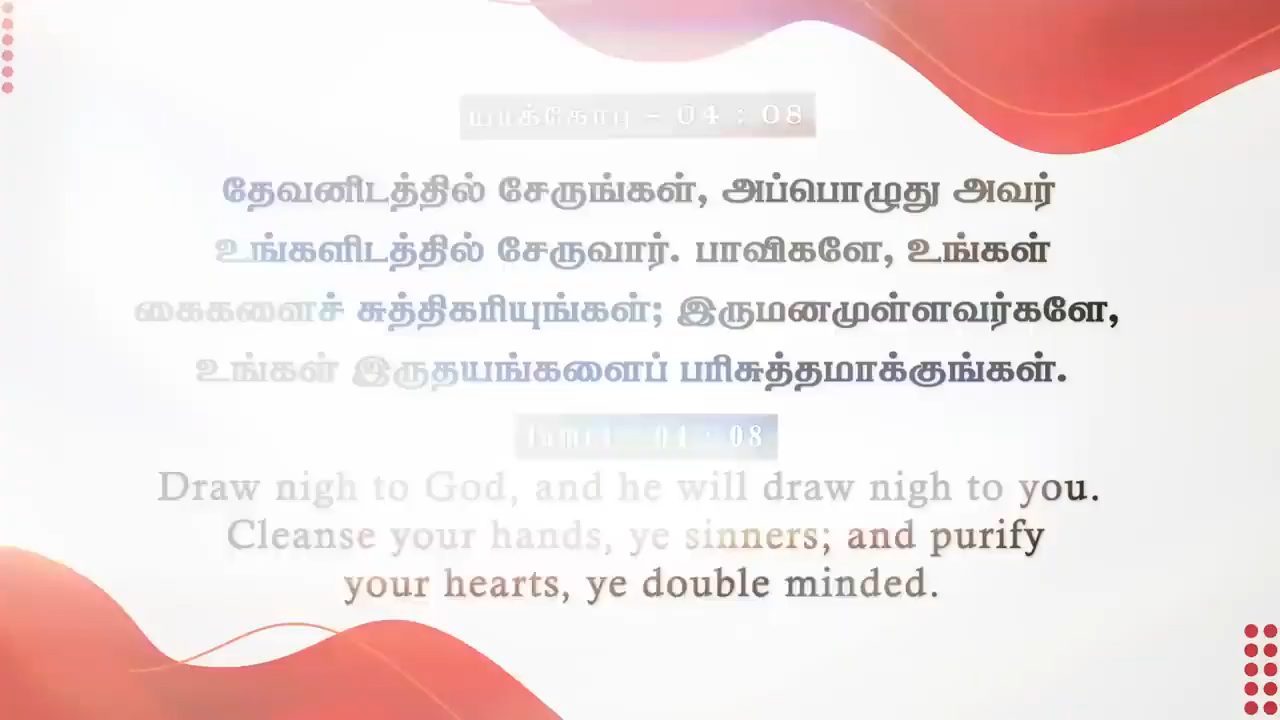 யாக்கோபு - 04 : 08
தேவனிடத்தில் சேருங்கள், அப்பொழுது அவர்
உங்களிடத்தில் சேருவார். பாவிகளே, உங்கள்
கைகளைச் சுத்திகரியுங்கள்; இருமனமுள்ளவர்களே,
உங்கள் இருதயங்களைப் பரிசுத்தமாக்குங்கள்.
04 : 08
Draw nigh to God, and he will draw nigh to you.
Cleanse your hands, ye sinners; and purify
your hearts, ye double minded.